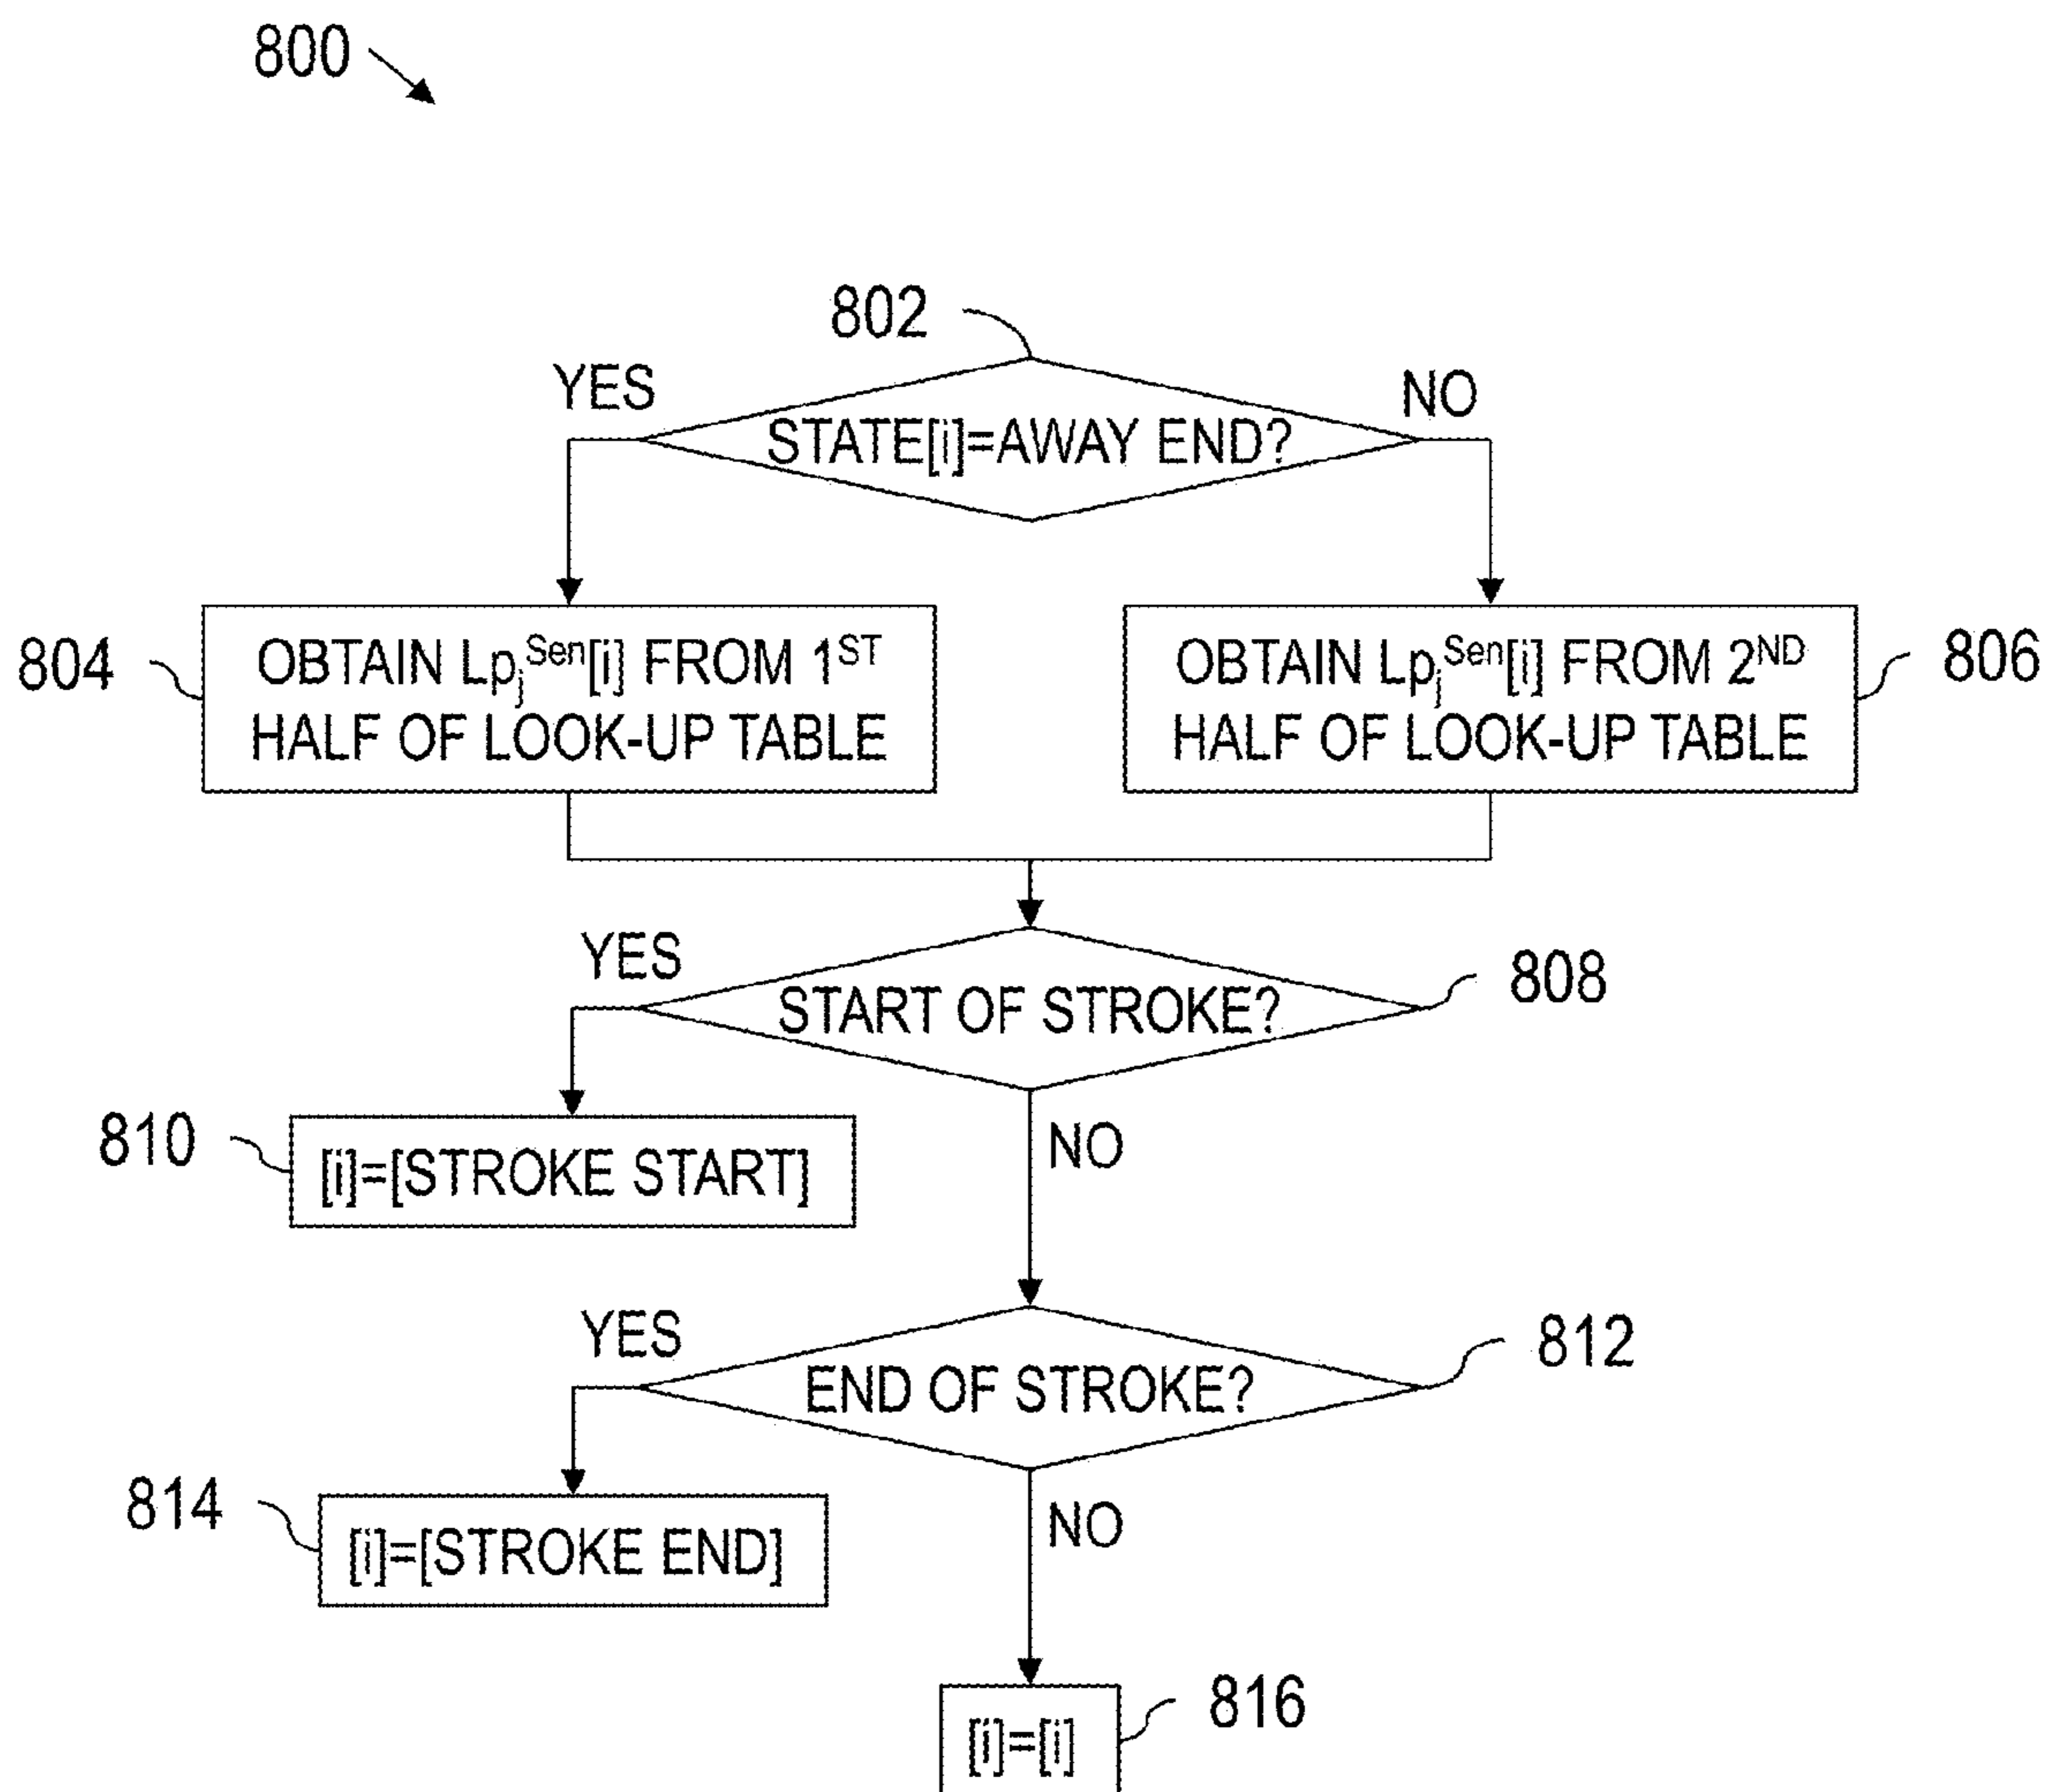 800
802
YES
NO
STATE[i]=AWAY END?
804
OBTAIN Lpⱼ^Sen[i] FROM 1^ST
HALF OF LOOK-UP TABLE
OBTAIN Lpⱼ^Sen[i] FROM 2^ND
HALF OF LOOK-UP TABLE
806
YES
808
START OF STROKE?
810
[i]=[STROKE START]
NO
YES
812
END OF STROKE?
814
[i]=[STROKE END]
NO
816
[i]=[i]